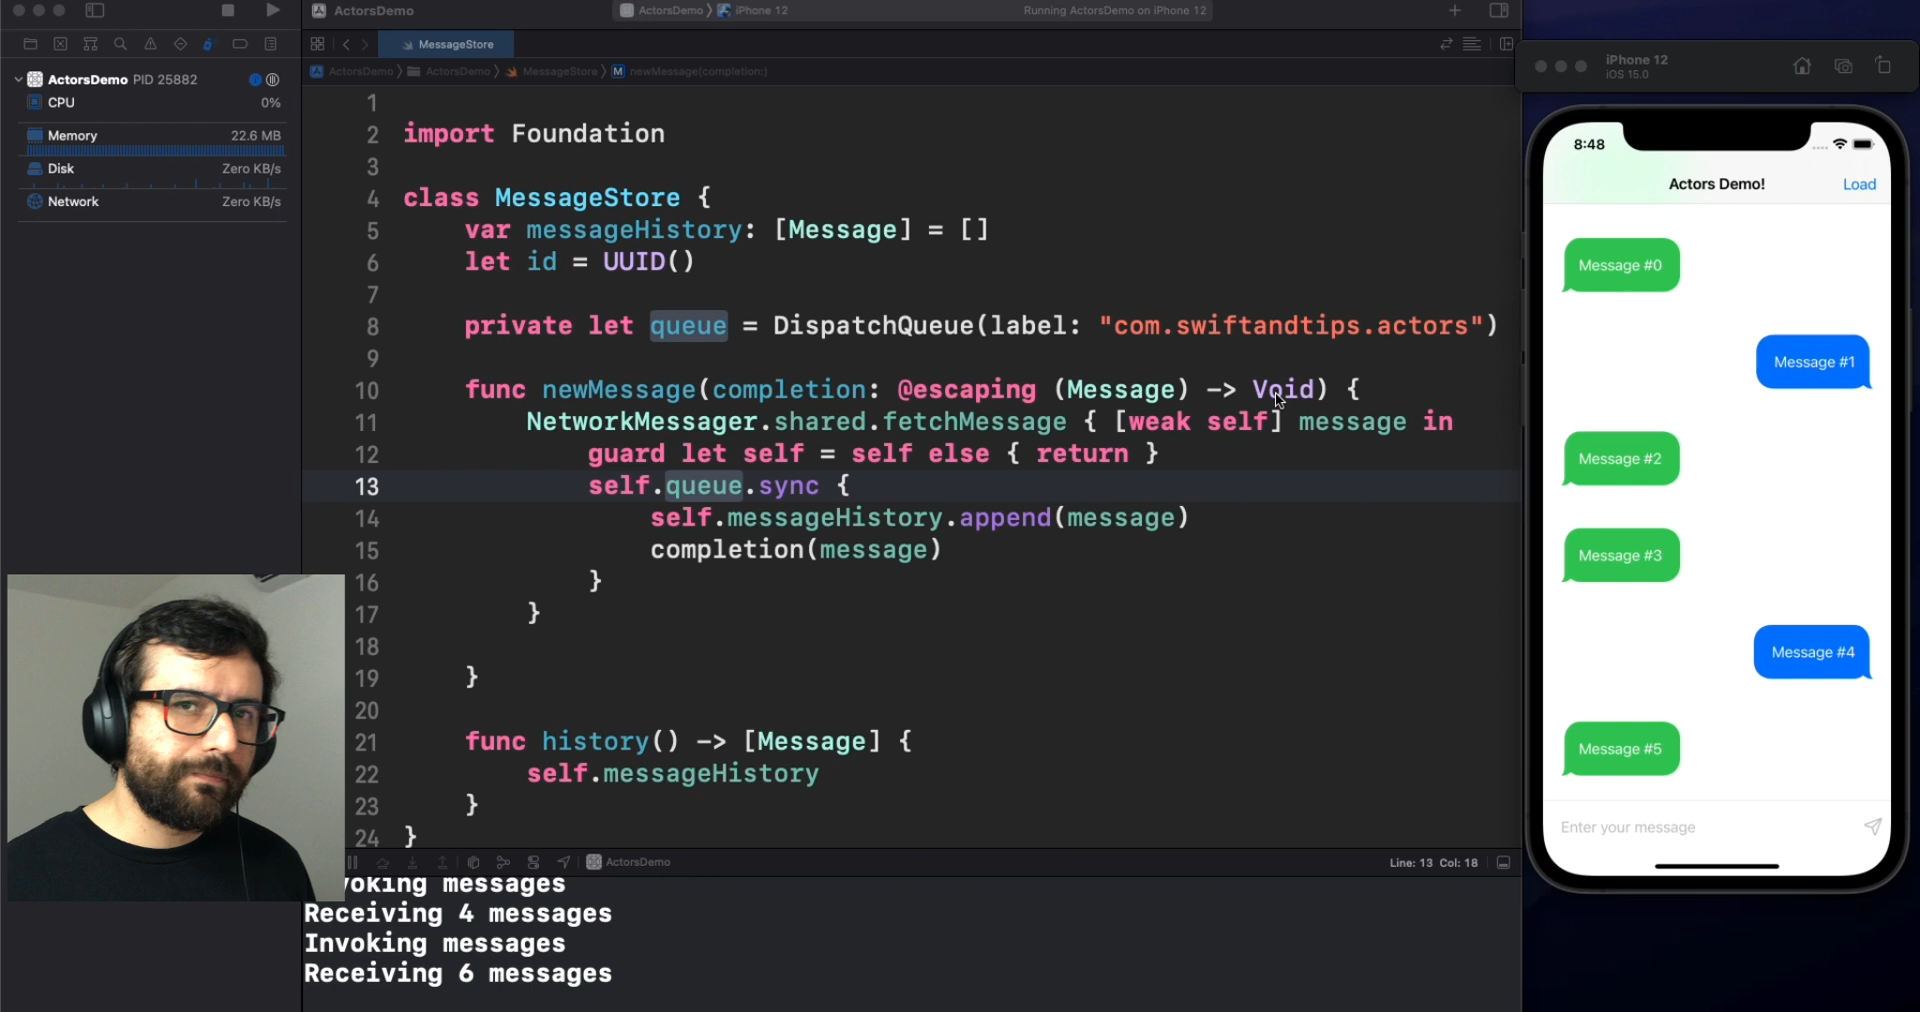 ActorsDemo
ActorsDemo 〉 iPhone 12
Running ActorsDemo on iPhone 12
MessageStore
ActorsDemo 〉 ActorsDemo 〉 MessageStore 〉 M newMessage(completion:)
ActorsDemo PID 25882
CPU 0%
Memory 22.6 MB
Disk Zero KB/s
Network Zero KB/s
1
2 import Foundation
3
4 class MessageStore {
5 var messageHistory: [Message] = []
6 let id = UUID()
7
8 private let queue = DispatchQueue(label: "com.swiftandtips.actors")
9
10 func newMessage(completion: @escaping (Message) -> Void) {
11 NetworkMessager.shared.fetchMessage { [weak self] message in
12 guard let self = self else { return }
13 self.queue.sync {
14 self.messageHistory.append(message)
15 completion(message)
16 }
17 }
18
19 }
20
21 func history() -> [Message] {
22 self.messageHistory
23 }
24 }
ActorsDemo
Line: 13 Col: 18
voking messages
Receiving 4 messages
Invoking messages
Receiving 6 messages
iPhone 12
iOS 15.0
8:48
Actors Demo!
Load
Message #0
Message #1
Message #2
Message #3
Message #4
Message #5
Enter your message